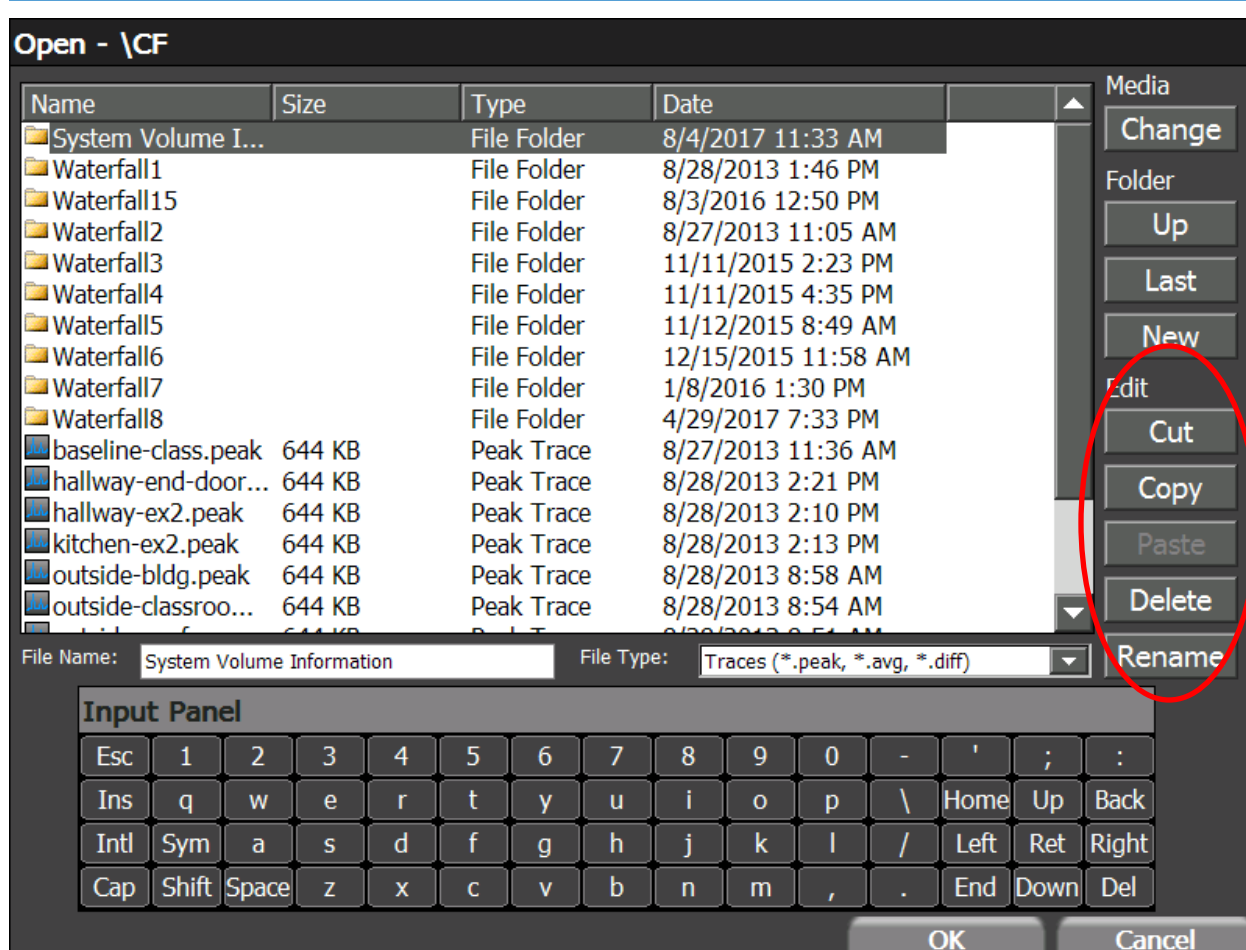 Open - \CF
Media
Name Size Type Date
Change
System Volume I... File Folder 8/4/2017 11:33 AM
Waterfall1 File Folder 8/28/2013 1:46 PM
Folder
Waterfall15 File Folder 8/3/2016 12:50 PM
Up
Waterfall2 File Folder 8/27/2013 11:05 AM
Waterfall3 File Folder 11/11/2015 2:23 PM
Last
Waterfall4 File Folder 11/11/2015 4:35 PM
Waterfall5 File Folder 11/12/2015 8:49 AM
New
Waterfall6 File Folder 12/15/2015 11:58 AM
Waterfall7 File Folder 1/8/2016 1:30 PM
Edit
Waterfall8 File Folder 4/29/2017 7:33 PM
Cut
baseline-class.peak 644 KB Peak Trace 8/27/2013 11:36 AM
hallway-end-door... 644 KB Peak Trace 8/28/2013 2:21 PM
Copy
hallway-ex2.peak 644 KB Peak Trace 8/28/2013 2:10 PM
kitchen-ex2.peak 644 KB Peak Trace 8/28/2013 2:13 PM
Paste
outside-bldg.peak 644 KB Peak Trace 8/28/2013 8:58 AM
outside-classroo... 644 KB Peak Trace 8/28/2013 8:54 AM
Delete
File Name: System Volume Information File Type: Traces (*.peak, *.avg, *.diff)
Rename
Input Panel
Esc 1 2 3 4 5 6 7 8 9 0 - ' ; :
Ins q w e r t y u i o p \ Home Up Back
Intl Sym a s d f g h j k l / Left Ret Right
Cap Shift Space z x c v b n m , . End Down Del
OK Cancel